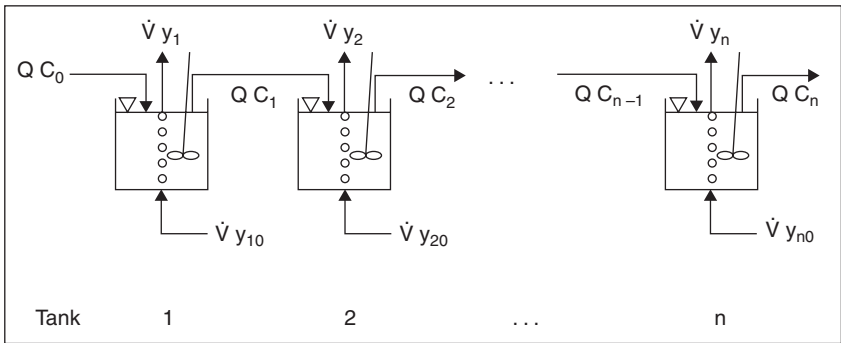 V̇ y₁ V̇ y₂ V̇ yₙ
Q C₀
Q C₁ Q C₂ . . . Q Cₙ₋₁ Q Cₙ
V̇ y₁₀ V̇ y₂₀ V̇ yₙ₀
Tank 1 2 . . . n